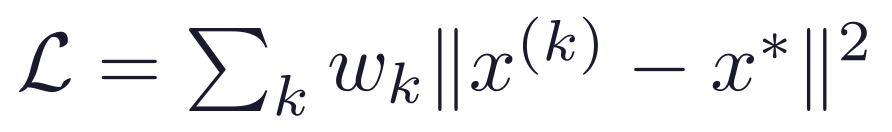 ℒ = ∑ₖ wₖ‖x⁽ᵏ⁾ − x*‖²